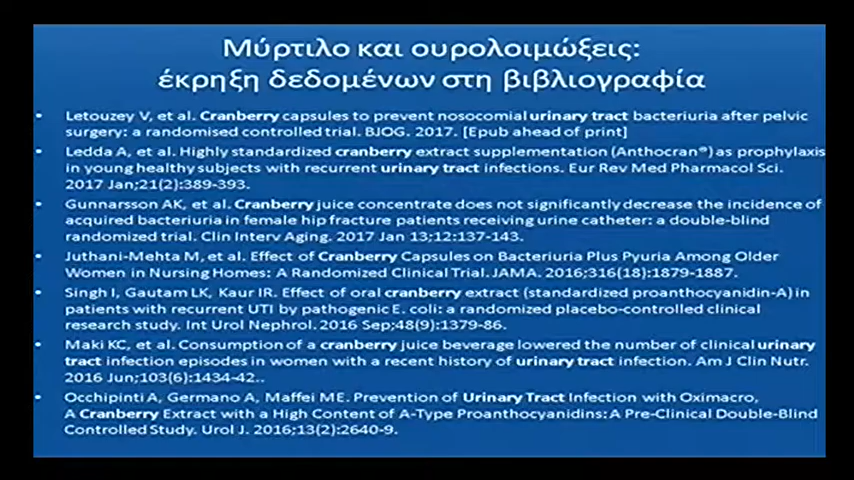 Μύρτιλο και ουρολοιμώξεις:
έκρηξη δεδομένων στη βιβλιογραφία
• Letouzey V, et al. Cranberry capsules to prevent nosocomial urinary tract bacteriuria after pelvic
surgery: a randomised controlled trial. BJOG. 2017. [Epub ahead of print]
• Ledda A, et al. Highly standardized cranberry extract supplementation (Anthocran®) as prophylaxis
in young healthy subjects with recurrent urinary tract infections. Eur Rev Med Pharmacol Sci.
2017 Jan;21(2):389-393.
• Gunnarsson AK, et al. Cranberry juice concentrate does not significantly decrease the incidence of
acquired bacteriuria in female hip fracture patients receiving urine catheter: a double-blind
randomized trial. Clin Interv Aging. 2017 Jan 13;12:137-143.
• Juthani-Mehta M, et al. Effect of Cranberry Capsules on Bacteriuria Plus Pyuria Among Older
Women in Nursing Homes: A Randomized Clinical Trial. JAMA. 2016;316(18):1879-1887.
• Singh I, Gautam LK, Kaur IR. Effect of oral cranberry extract (standardized proanthocyanidin-A) in
patients with recurrent UTI by pathogenic E. coli: a randomized placebo-controlled clinical
research study. Int Urol Nephrol. 2016 Sep;48(9):1379-86.
• Maki KC, et al. Consumption of a cranberry juice beverage lowered the number of clinical urinary
tract infection episodes in women with a recent history of urinary tract infection. Am J Clin Nutr.
2016 Jun;103(6):1434-42..
• Occhipinti A, Germano A, Maffei ME. Prevention of Urinary Tract Infection with Oximacro,
A Cranberry Extract with a High Content of A-Type Proanthocyanidins: A Pre-Clinical Double-Blind
Controlled Study. Urol J. 2016;13(2):2640-9.